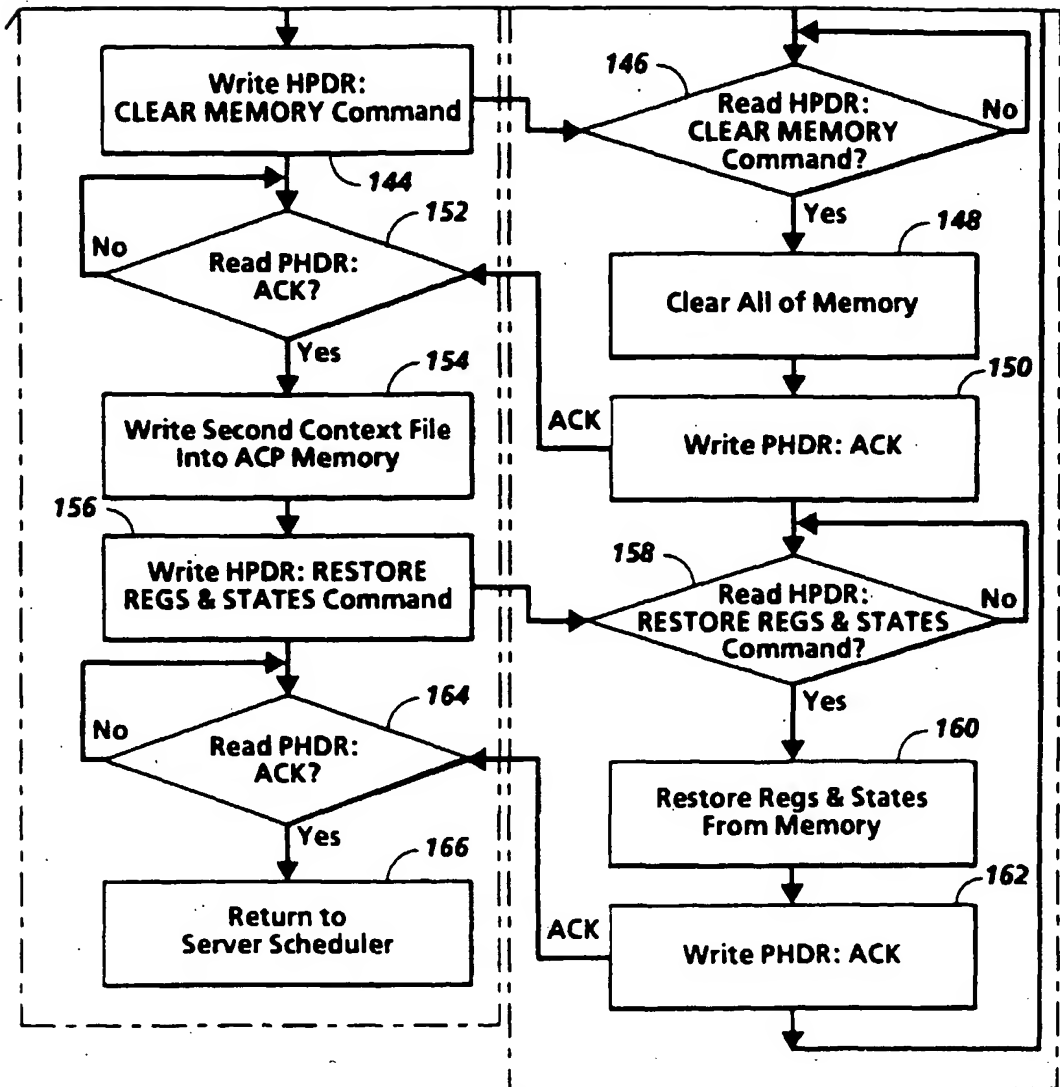 Write HPDR:
CLEAR MEMORY Command
144
152
No
Read PHDR:
ACK?
Yes
154
Write Second Context File
Into ACP Memory
156
Write HPDR: RESTORE
REGS & STATES Command
164
No
Read PHDR:
ACK?
Yes
166
Return to
Server Scheduler
146
Read HPDR:
CLEAR MEMORY
Command?
No
Yes
148
Clear All of Memory
150
ACK
Write PHDR: ACK
158
Read HPDR:
RESTORE REGS & STATES
Command?
No
Yes
160
Restore Regs & States
From Memory
162
ACK
Write PHDR: ACK